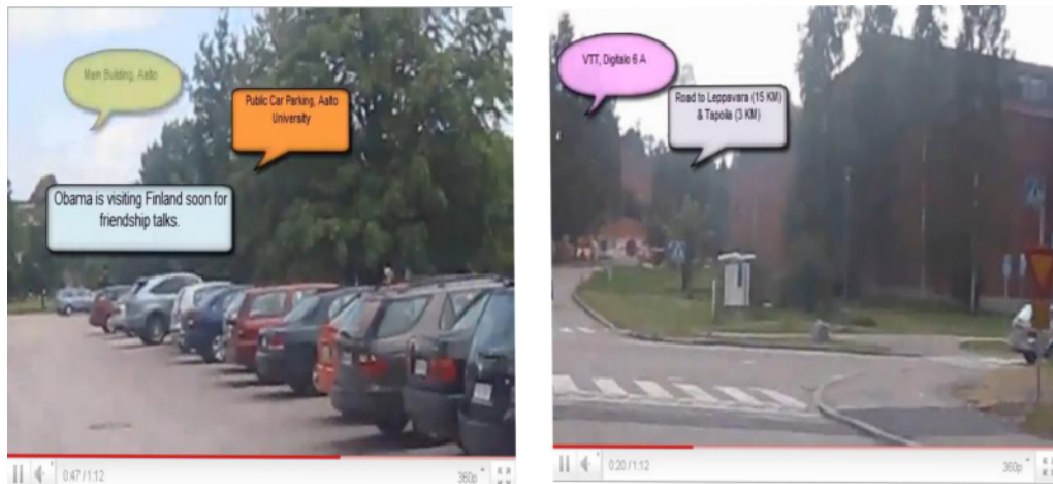 Main Building, Aalto
Public Car Parking, Aalto
University
Obama is visiting Finland soon for
friendship talks.
0:47 / 1:12
360p
VTT, Digitalo 6 A
Road to Leppavara ((15 KM)
& Tapiola (3 KM)
0:20 / 1:12
360p